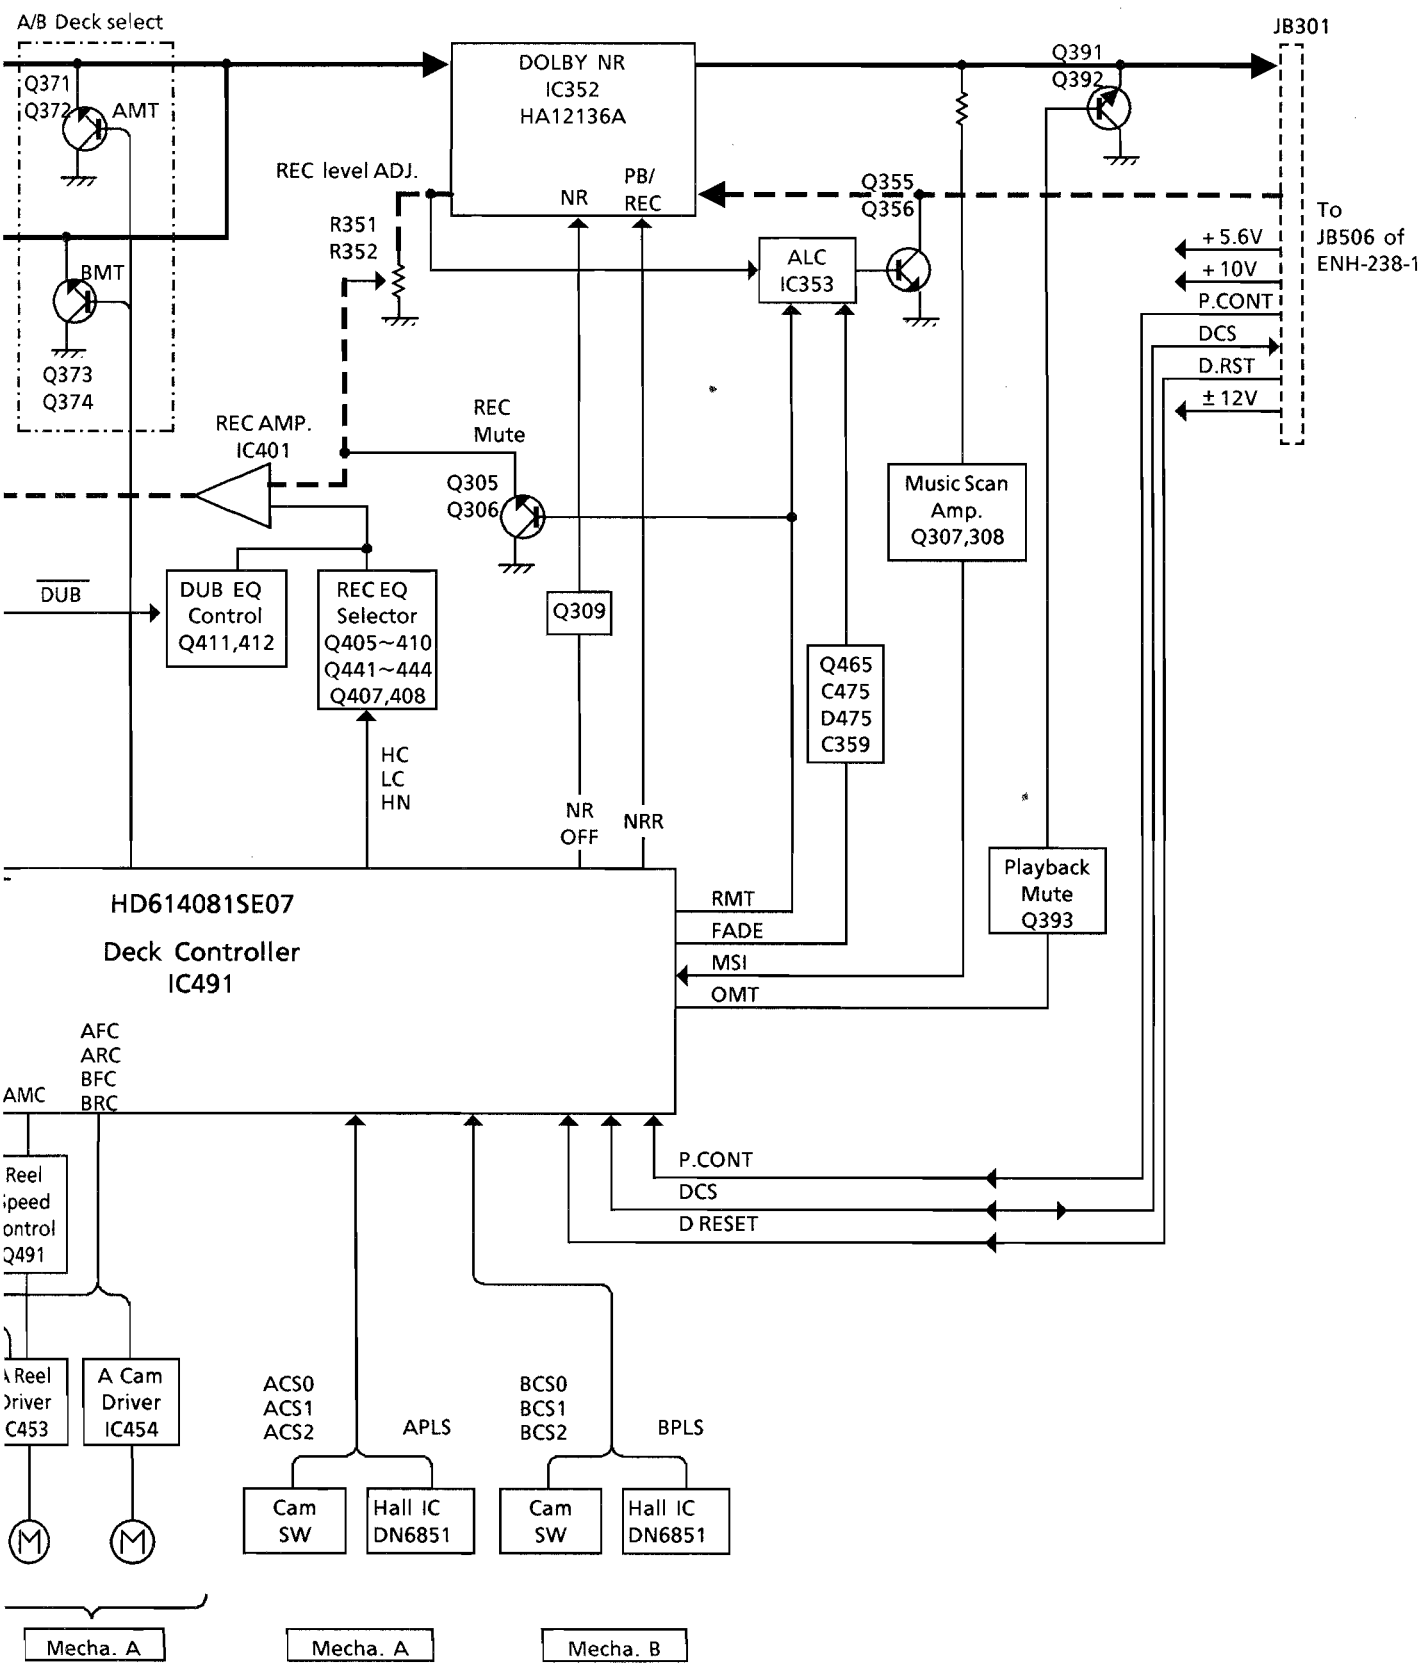 A/B Deck select
Q371
Q372
AMT
BMT
Q373
Q374
DOLBY NR
IC352
HA12136A
NR
PB/
REC
REC level ADJ.
R351
R352
Q391
Q392
JB301
Q355
Q356
ALC
IC353
To
JB506 of
ENH-238-1
+5.6V
+10V
P.CONT
DCS
D.RST
±12V
REC AMP.
IC401
REC
Mute
Q305
Q306
Music Scan
Amp.
Q307,308
DUB
DUB EQ
Control
Q411,412
REC EQ
Selector
Q405~410
Q441~444
Q407,408
Q309
Q465
C475
D475
C359
HC
LC
HN
NR
OFF
NRR
Playback
Mute
Q393
HD614081SE07
Deck Controller
IC491
RMT
FADE
MSI
OMT
AFC
ARC
BFC
BRC
AMC
Reel
peed
ontrol
Q491
P.CONT
DCS
D RESET
A Reel
Driver
C453
A Cam
Driver
IC454
ACS0
ACS1
ACS2
APLS
BCS0
BCS1
BCS2
BPLS
M
M
Cam
SW
Hall IC
DN6851
Cam
SW
Hall IC
DN6851
Mecha. A
Mecha. A
Mecha. B